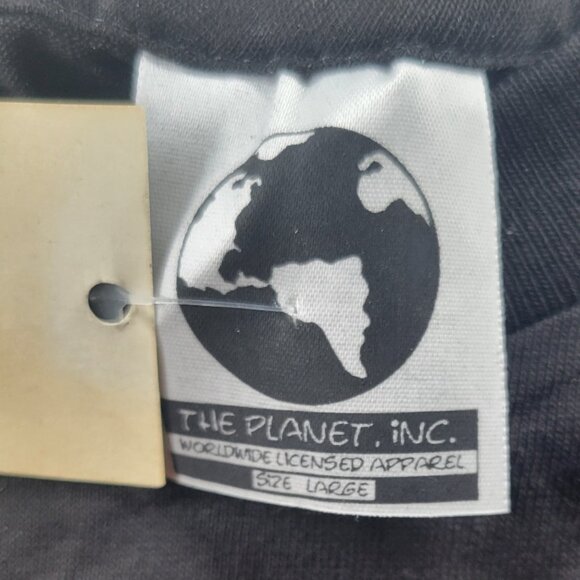 THE PLANET, iNC.
WORLDWIDE LICENSED APPAREL
SiZE LARGE